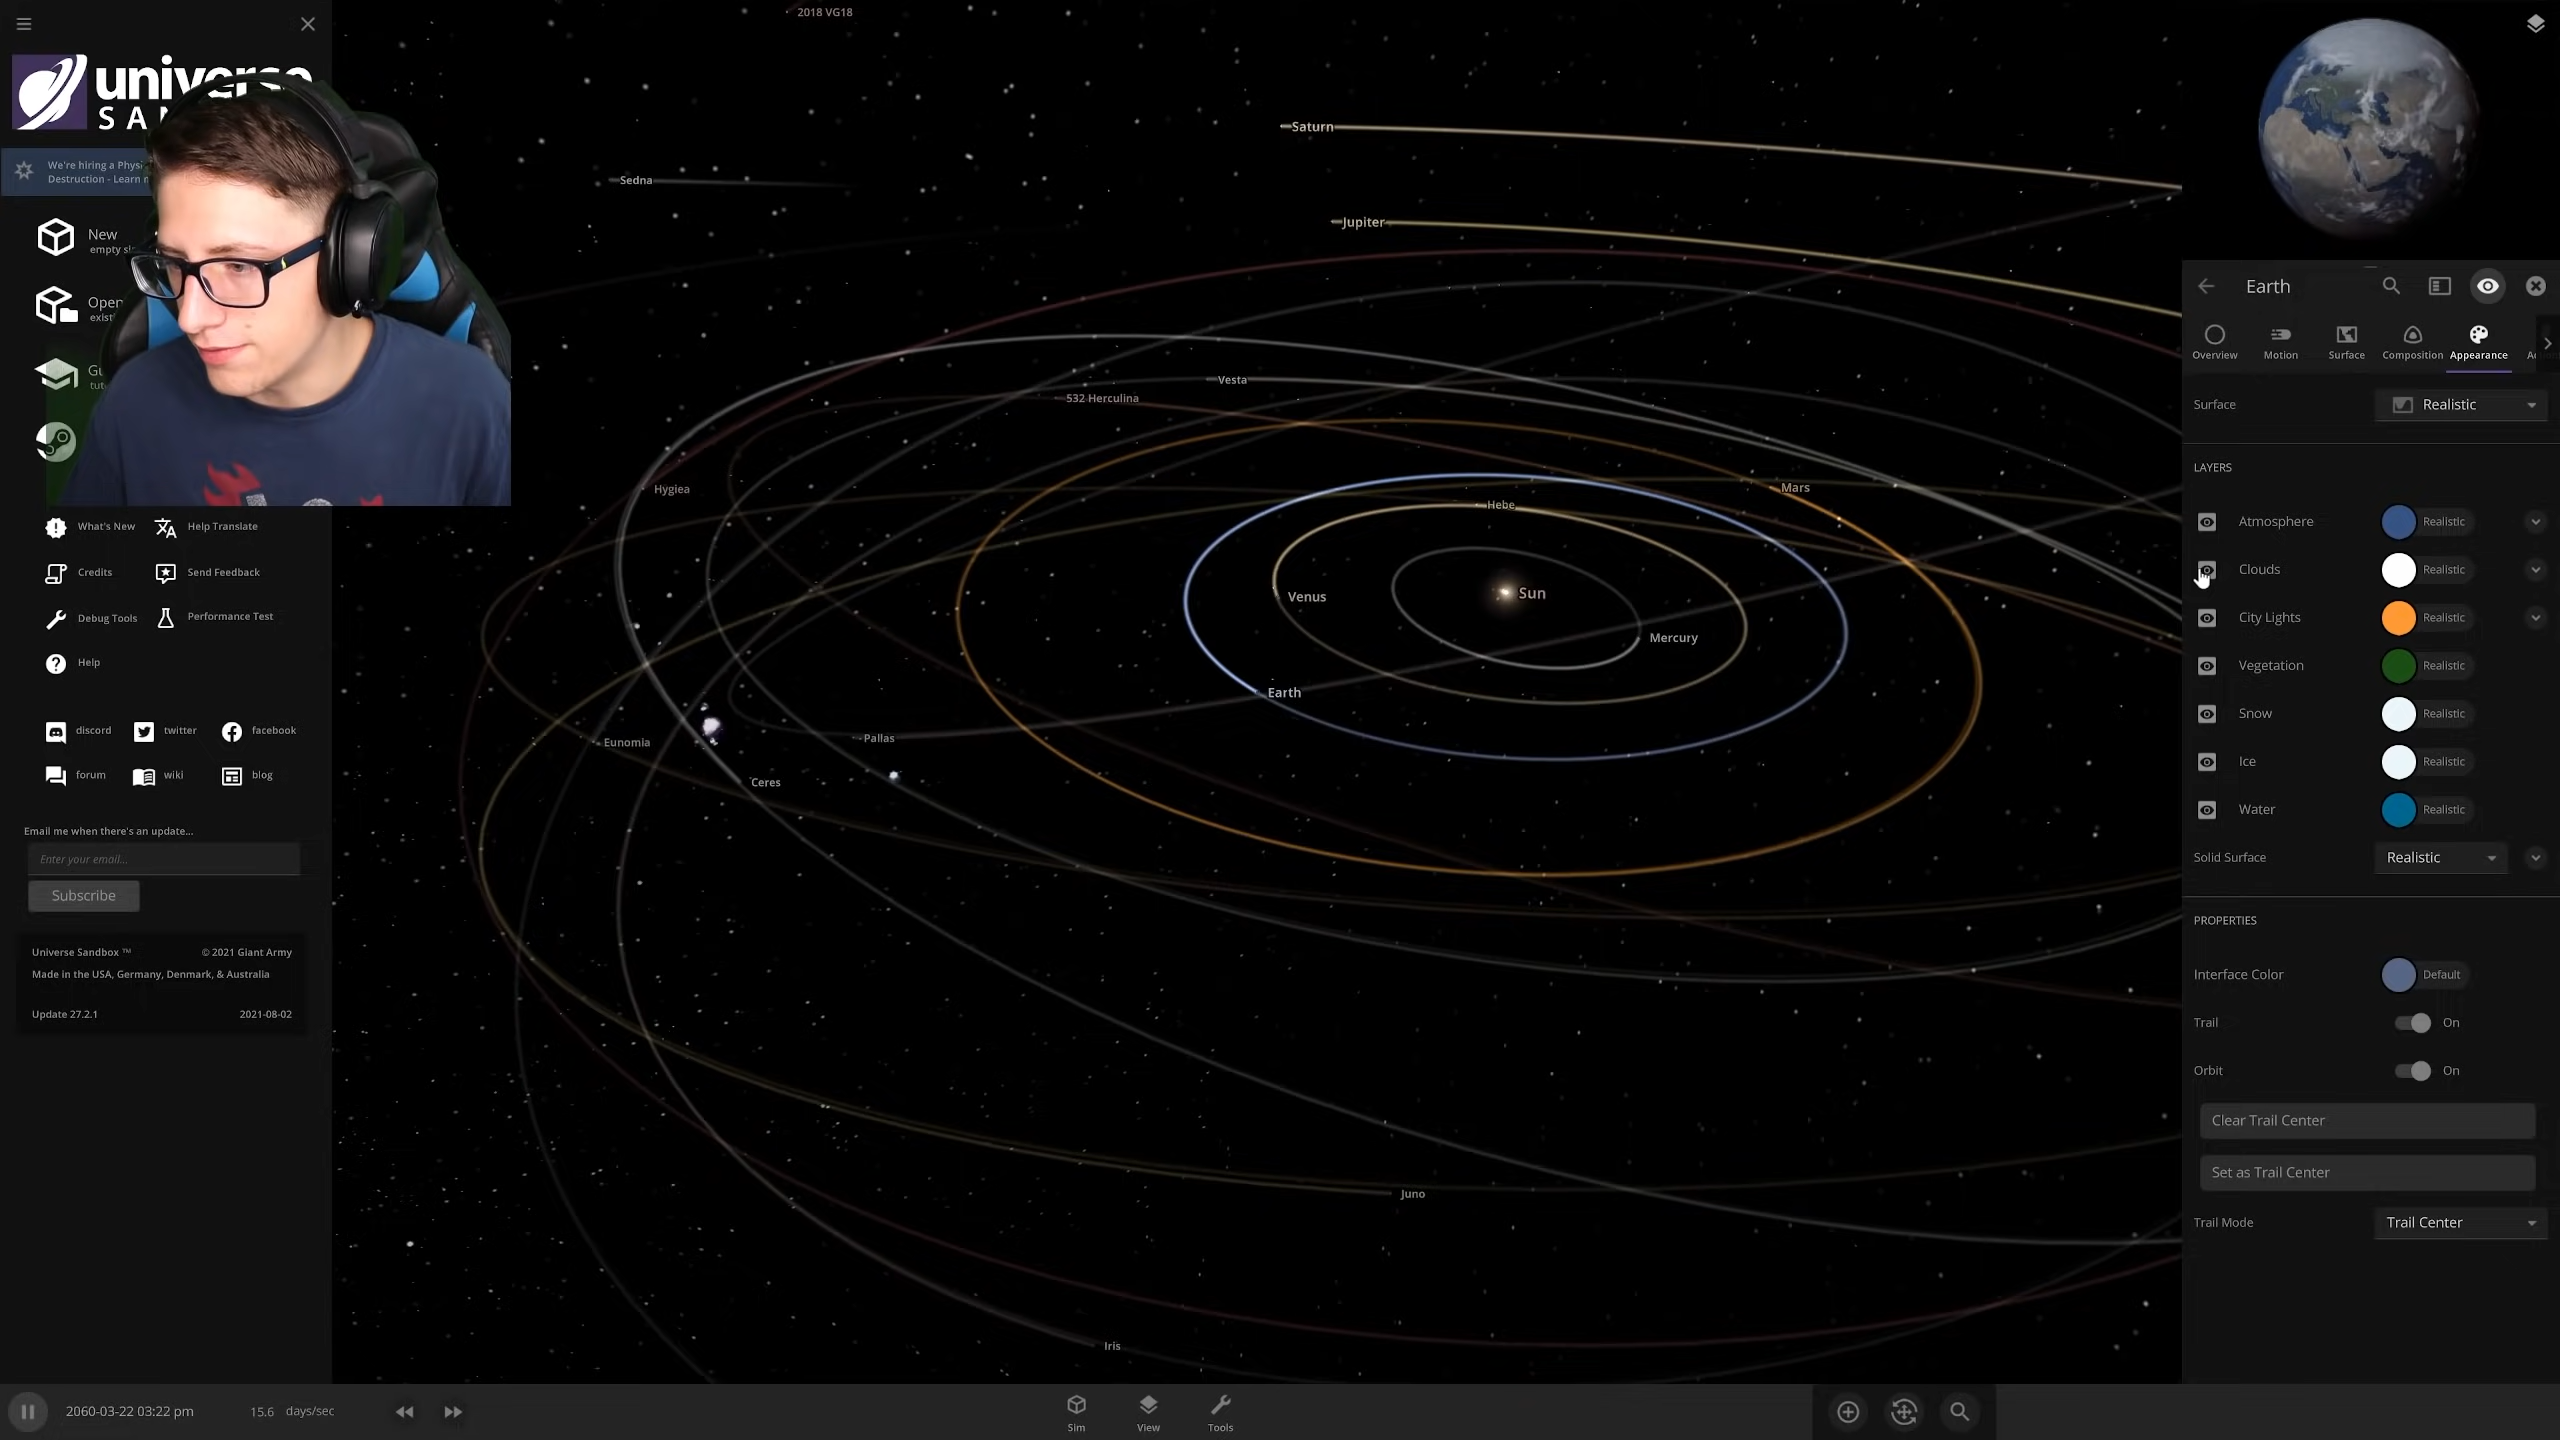 universe
SAN
We're hiring a Physi
Destruction - Learn
New
empty
Open
What's New
Help Translate
Credits
Send Feedback
Debug Tools
Performance Test
Help
discord
twitter
facebook
forum
wiki
blog
Email me when there's an update...
Enter your email...
Subscribe
Universe Sandbox ™
© 2021 Giant Army
Made in the USA, Germany, Denmark, & Australia
Update 27.2.1
2021-08-02
2018 VG18
Saturn
Sedna
Jupiter
Vesta
532 Herculina
Hygiea
Mars
Hebe
Venus
Sun
Mercury
Earth
Eunomia
Pallas
Ceres
Juno
Iris
Earth
Overview
Motion
Surface
Composition
Appearance
Surface
Realistic
LAYERS
Atmosphere
Realistic
Clouds
Realistic
City Lights
Realistic
Vegetation
Realistic
Snow
Realistic
Ice
Realistic
Water
Realistic
Solid Surface
Realistic
PROPERTIES
Interface Color
Default
Trail
On
Orbit
On
Clear Trail Center
Set as Trail Center
Trail Mode
Trail Center
2060-03-22 03:22 pm
15.6 days/sec
Sim
View
Tools